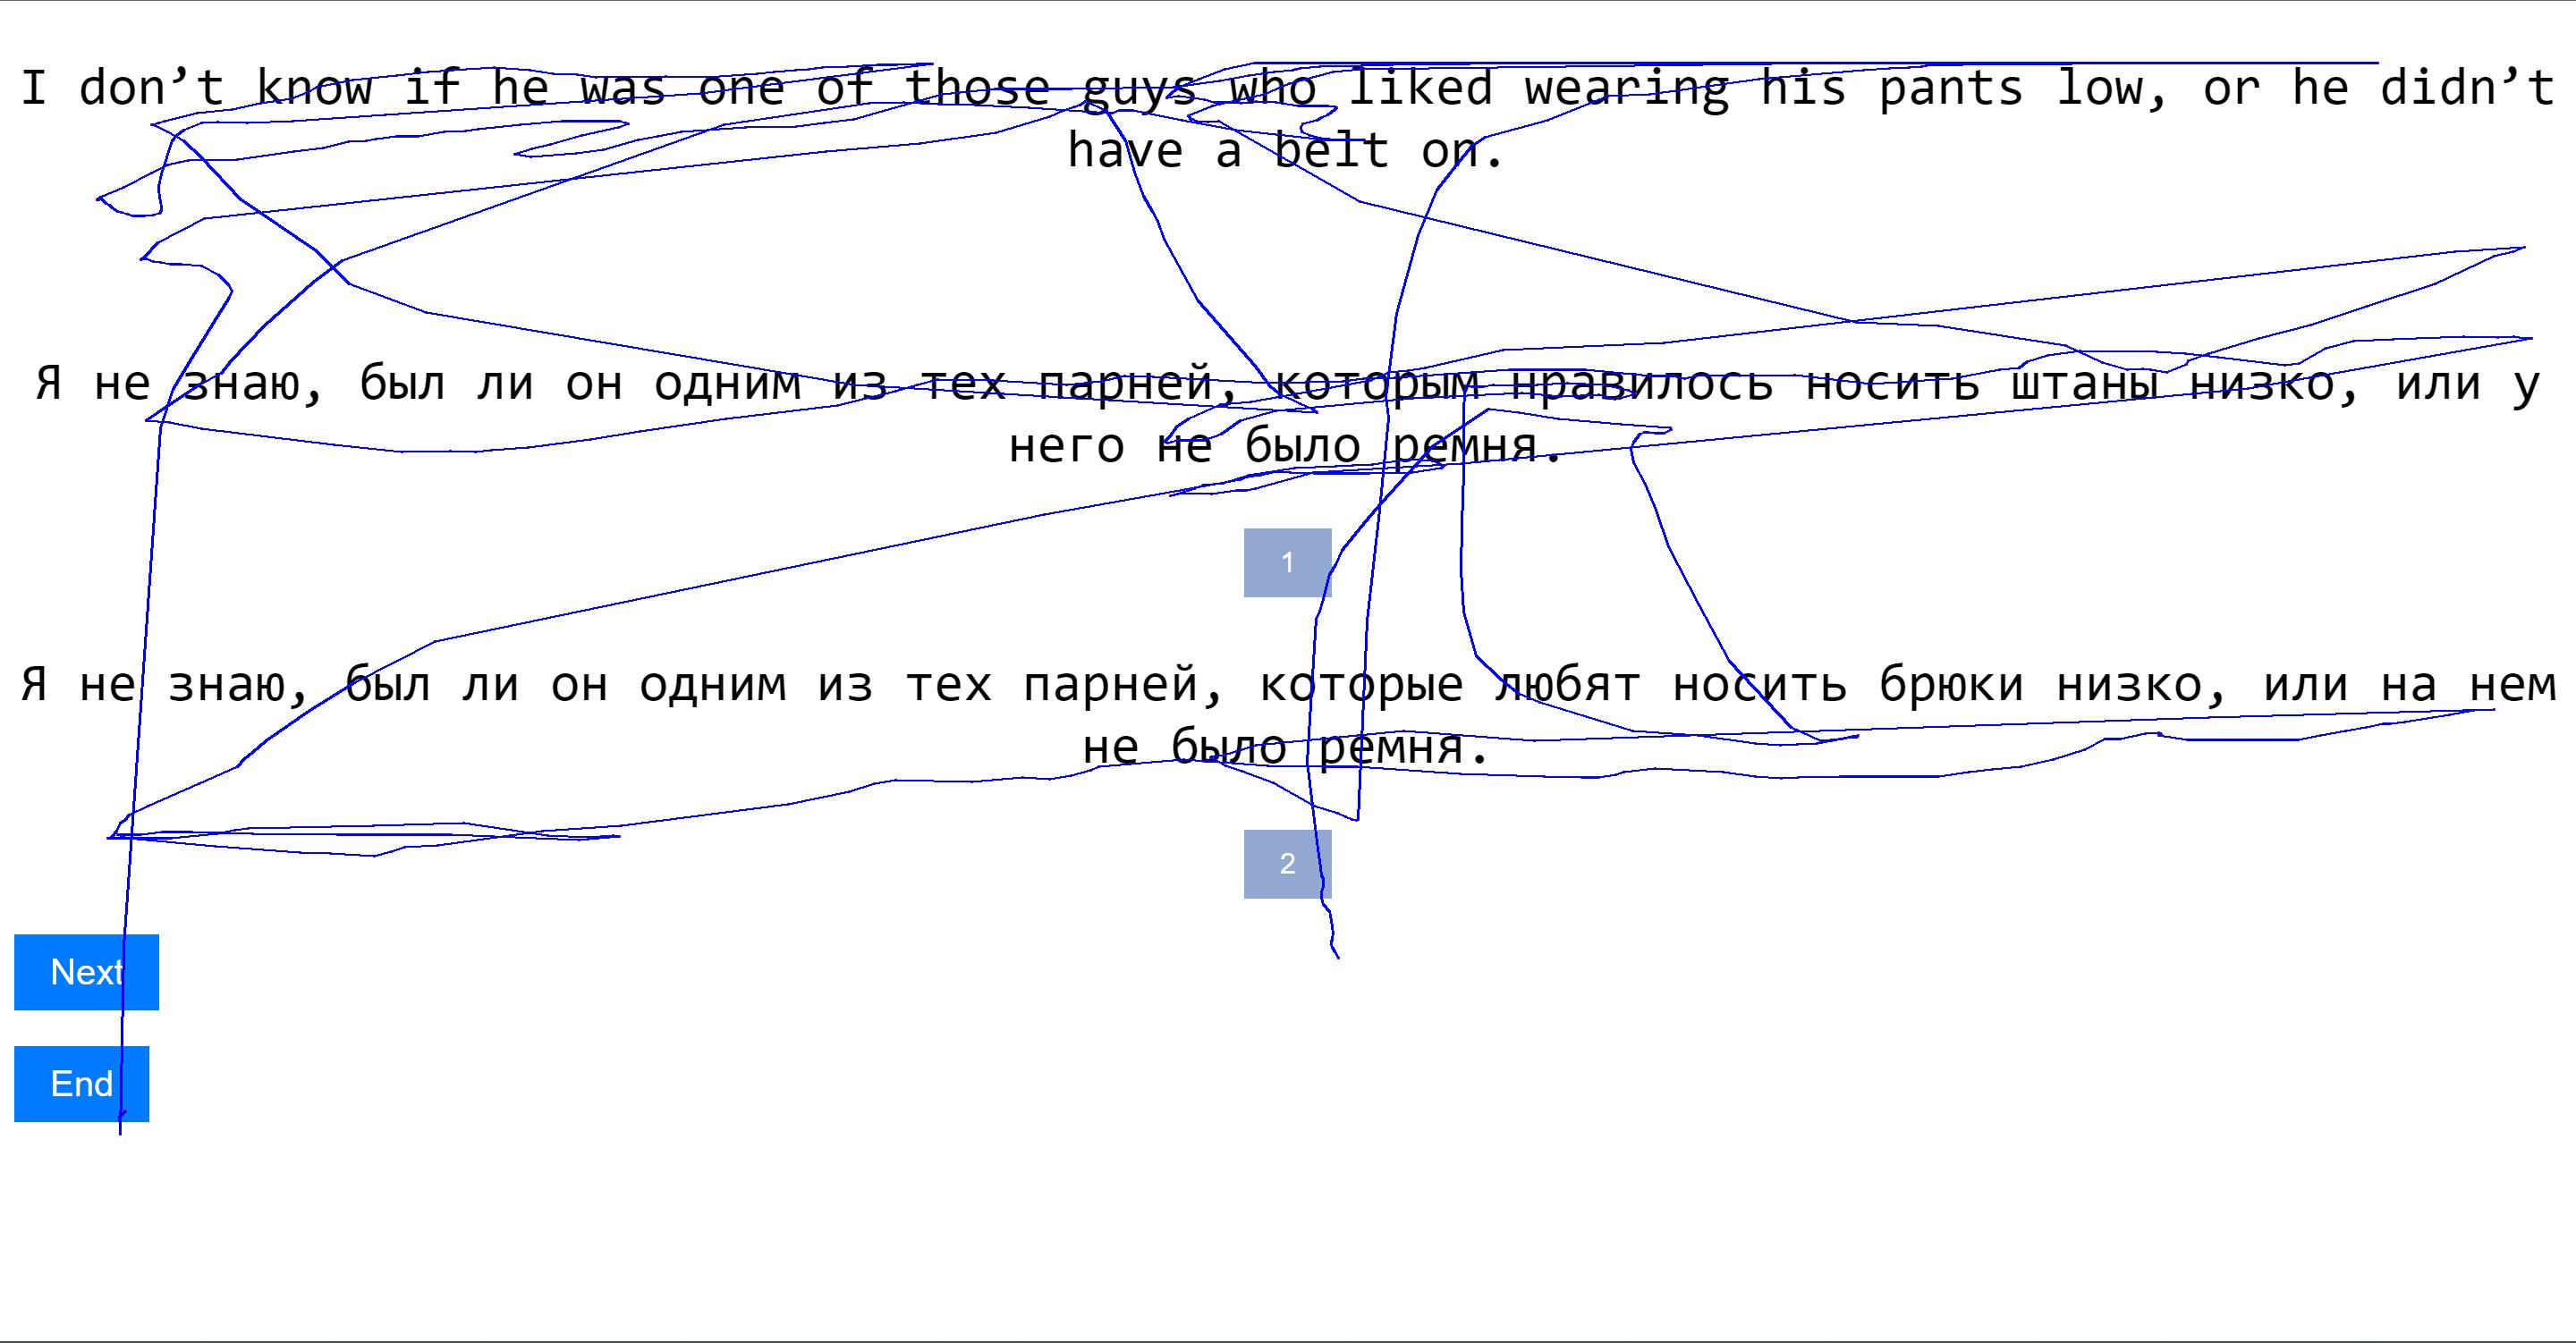 I don’t know if he was one of those guys who liked wearing his pants low, or he didn’t
have a belt on.
Я не знаю, был ли он одним из тех парней, которым нравилось носить штаны низко, или у
него не было ремня.
1
Я не знаю, был ли он одним из тех парней, которые любят носить брюки низко, или на нем
не было ремня.
2
Next
End